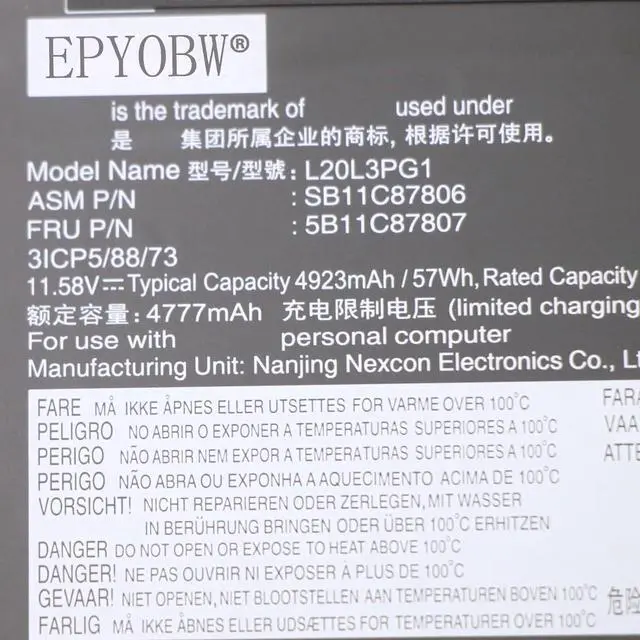 EPYOBW®
is the trademark of used under
是 集团所属企业的商标, 根据许可使用。
Model Name 型号/型號: L20L3PG1
ASM P/N : SB11C87806
FRU P/N : 5B11C87807
3ICP5/88/73
11.58V⎓Typical Capacity 4923mAh / 57Wh, Rated Capacity
额定容量: 4777mAh 充电限制电压 (limited charging
For use with personal computer
Manufacturing Unit: Nanjing Nexcon Electronics Co., Lt
FARE MÅ IKKE ÅPNES ELLER UTSETTES FOR VARME OVER 100°C
PELIGRO NO ABRIR O EXPONER A TEMPERATURAS SUPERIORES A 100°C
PERIGO NÃO ABRIR NEM EXPOR A TEMPERATURAS SUPERIORES A 100°C
PERIGO NÃO ABRA OU EXPONHA A AQUECIMENTO ACIMA DE 100°C
VORSICHT! NICHT REPARIEREN ODER ZERLEGEN, MIT WASSER
IN BERÜHRUNG BRINGEN ODER ÜBER 100°C ERHITZEN
DANGER DO NOT OPEN OR EXPOSE TO HEAT ABOVE 100°C
DANGER! NE PAS OUVRIR NI EXPOSER À PLUS DE 100°C
GEVAAR! NIET OPENEN, NIET BLOOTSTELLEN AAN TEMPERATUREN BOVEN 100°C
FARLIG MÅ IKKE ÅBNES ELLER UDSÆTTES FOR TEMPERATURER OVER 100°C
FARA
VAA
ATTE
危险